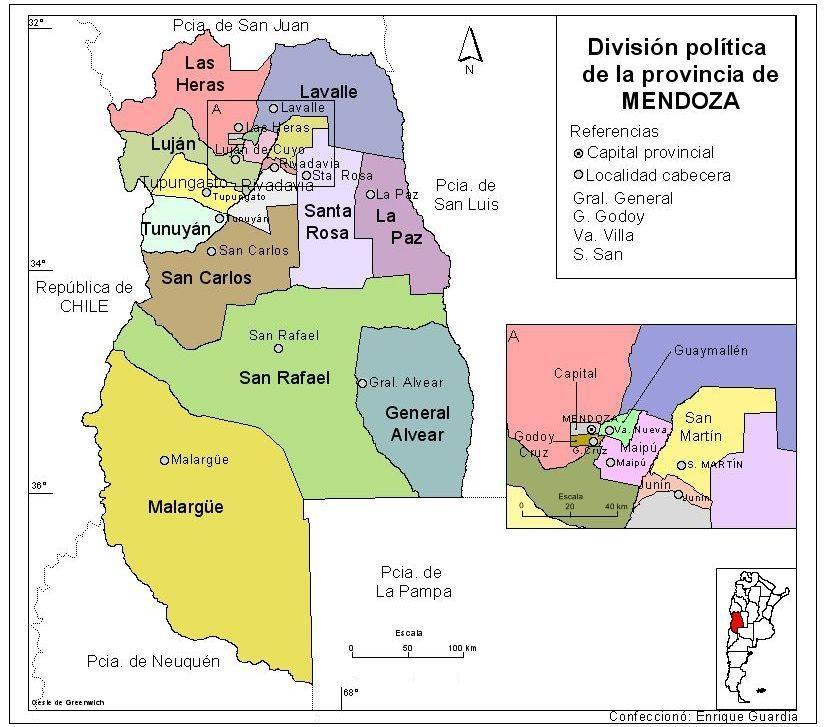 32°
Pcia. de San Juan
Las
Heras
Lavalle
A
Lavalle
Las Heras
Luján
Luján de Cuyo
Rivadavia
Sta. Rosa
Tupungato
Rivadavia
Tupungato
La Paz
Pcia. de
San Luis
Tunuyán
Tunuyán
Santa
Rosa
La
Paz
San Carlos
San Carlos
34°
República de
CHILE
San Rafael
San Rafael
Gral. Alvear
General
Alvear
Malargüe
36°
Malargüe
Pcia. de
La Pampa
Escala
0 50 100 km
Pcia. de Neuquén
68°
Oeste de Greenwich
División política
de la provincia de
MENDOZA
Referencias
Capital provincial
Localidad cabecera
Gral. General
G. Godoy
Va. Villa
S. San
A
Guaymallén
Capital
MENDOZA
Va. Nueva
San
Martín
Godoy
Cruz
G. Cruz
Maipú
Maipú
S. MARTÍN
Junín
Junín
Escala
0 20 40 km
Confeccionó: Enrique Guardia